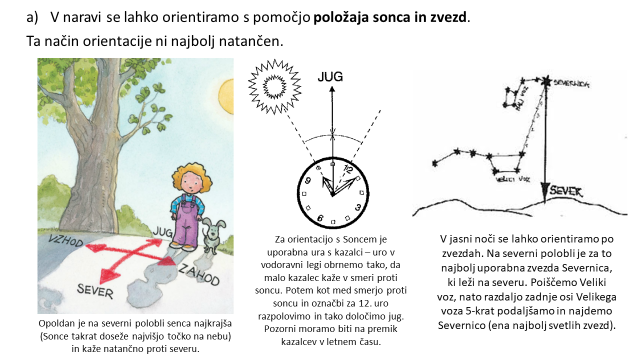 a) V naravi se lahko orientiramo s pomočjo položaja sonca in zvezd.
Ta način orientacije ni najbolj natančen.
VZHOD
JUG
SEVER
ZAHOD
Opoldan je na severni polobli senca najkrajša
(Sonce takrat doseže najvišjo točko na nebu)
in kaže natančno proti severu.
JUG
9
12
3
6
Za orientacijo s Soncem je
uporabna ura s kazalci – uro v
vodoravni legi obrnemo tako, da
malo kazalec kaže v smeri proti
soncu. Potem kot med smerjo proti
soncu in označbi za 12. uro
razpolovimo in tako določimo jug.
Pozorni moramo biti na premik
kazalcev v letnem času.
SEVERNICA
MALI VOZ
VELIKI VOZ
SEVER
V jasni noči se lahko orientiramo po
zvezdah. Na severni polobli je za to
najbolj uporabna zvezda Severnica,
ki leži na severu. Poiščemo Veliki
voz, nato razdaljo zadnje osi Velikega
voza 5-krat podaljšamo in najdemo
Severnico (ena najbolj svetlih zvezd).